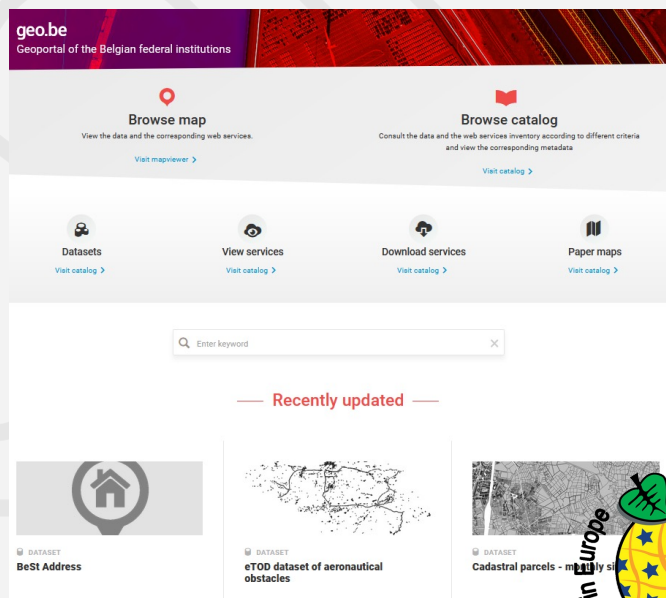 geo.be
Geoportal of the Belgian federal institutions
Browse map
View the data and the corresponding web services.
Visit mapviewer
Browse catalog
Consult the data and the web services inventory according to different criteria
and view the corresponding metadata
Visit catalog
Datasets
Visit catalog
View services
Visit catalog
Download services
Visit catalog
Paper maps
Visit catalog
Enter keyword
Recently updated
DATASET
BeSt Address
DATASET
eTOD dataset of aeronautical
obstacles
DATASET
Cadastral parcels -
in Europe